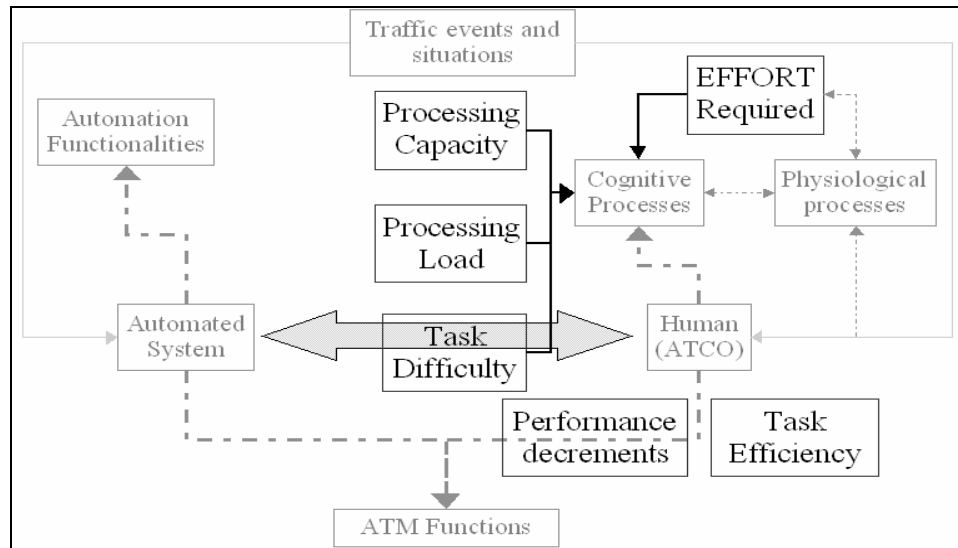 Traffic events and
situations
EFFORT
Required
Processing
Capacity
Automation
Functionalities
Cognitive
Processes
Physiological
processes
Processing
Load
Automated
System
Task
Difficulty
Human
(ATCO)
Performance
decrements
Task
Efficiency
ATM Functions